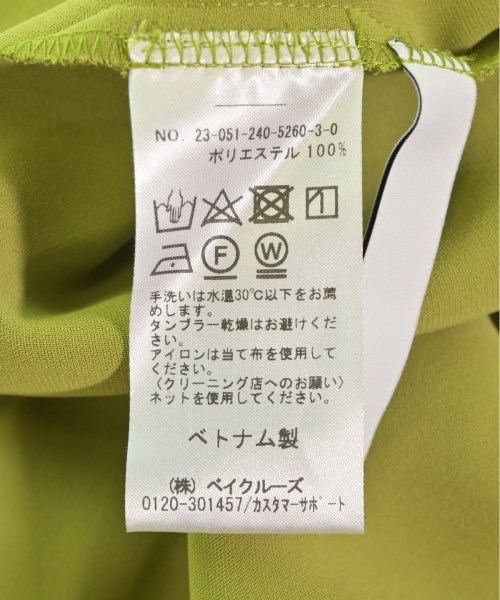 NO. 23-051-240-5260-3-0
ポリエステル 100%
F W
手洗いは水温30℃以下をお薦
めします。
タンブラー乾燥はお避けくださ
い。
アイロンは当て布を使用して
ください。
〈クリーニング店へのお願い〉
ネットを使用してください。
ベトナム製
(株) ベイクルーズ
0120-301457/カスタマーサポート